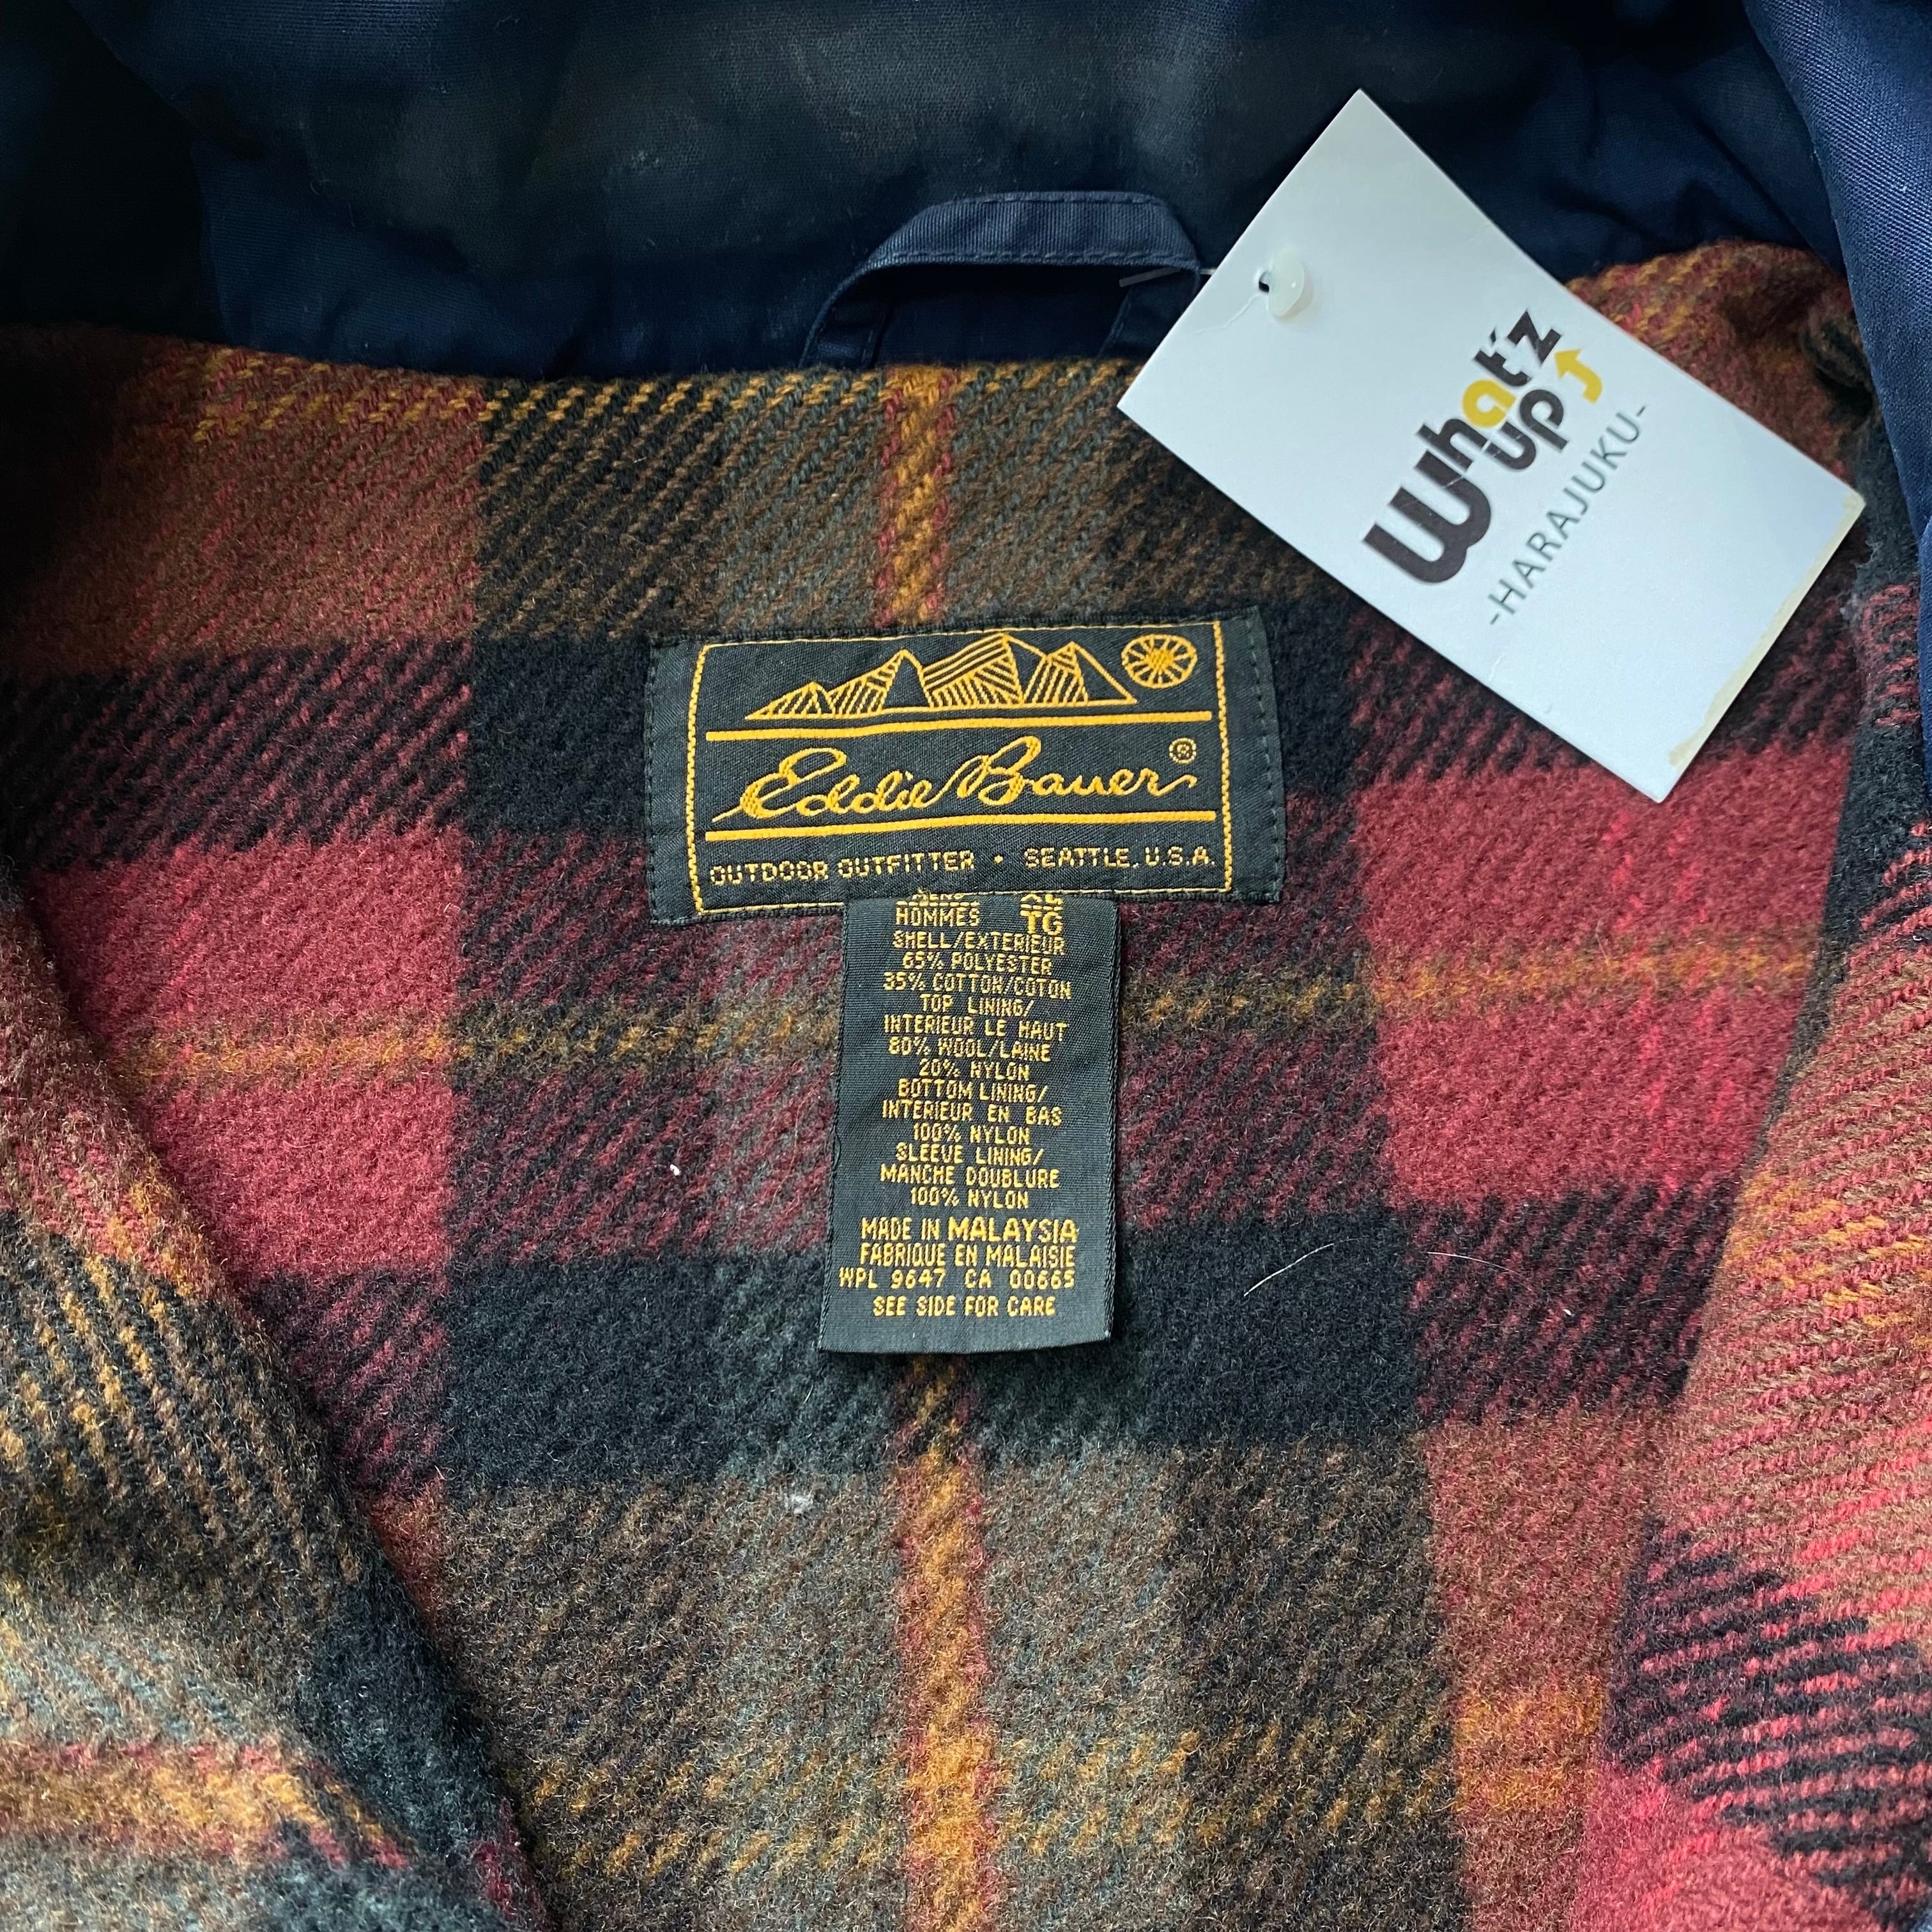 What'z
up
-HARAJUKU-
Eddie Bauer®
OUTDOOR OUTFITTER • SEATTLE, U.S.A.
HOMMES TG
SHELL/EXTERIEUR
65% POLYESTER
35% COTTON/COTON
TOP LINING/
INTERIEUR LE HAUT
80% WOOL/LAINE
20% NYLON
BOTTOM LINING/
INTERIEUR EN BAS
100% NYLON
SLEEVE LINING/
MANCHE DOUBLURE
100% NYLON
MADE IN MALAYSIA
FABRIQUE EN MALAISIE
WPL 9647 CA 00665
SEE SIDE FOR CARE